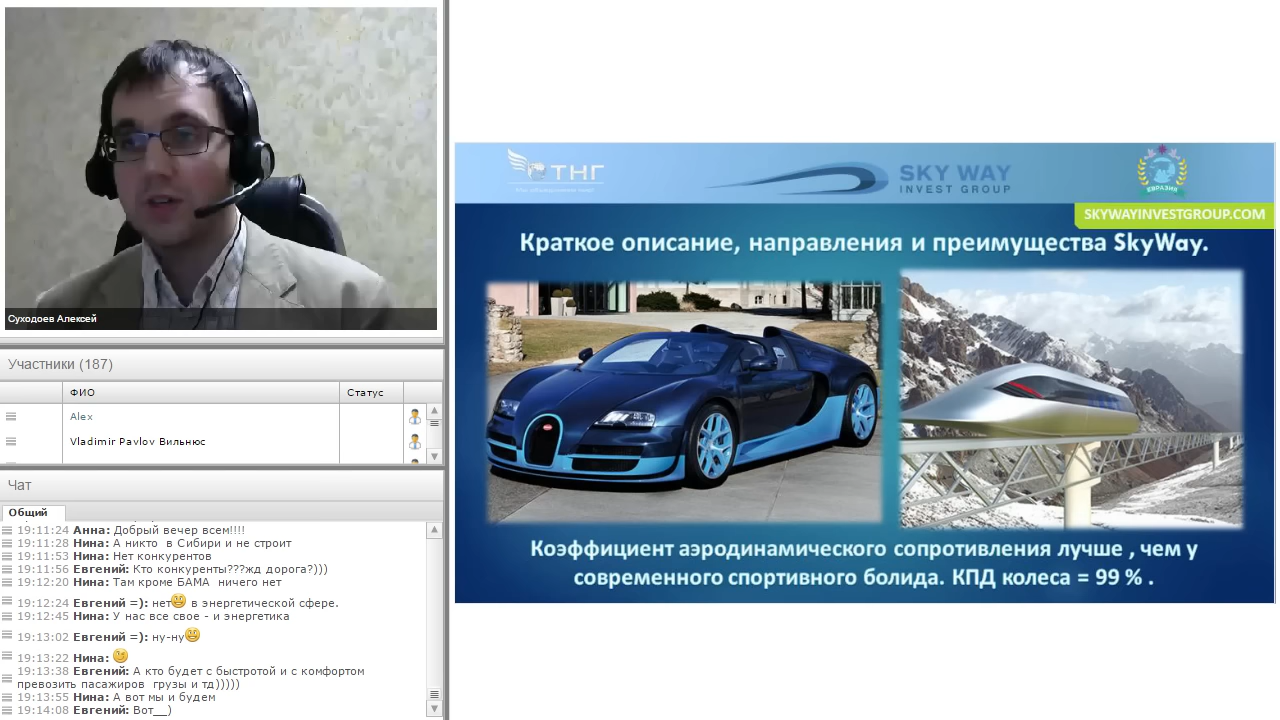 Суходоев Алексей
Участники (187)
ФИО
Статус
Alex
Vladimir Pavlov Вильнюс
Чат
Общий
19:11:24 Анна: Добрый вечер всем!!!!
19:11:28 Нина: А никто в Сибири и не строит
19:11:53 Нина: Нет конкурентов
19:11:56 Евгений: Кто конкуренты???жд дорога?)))
19:12:20 Нина: Там кроме БАМА ничего нет
19:12:24 Евгений =): нет в энергетической сфере.
19:12:45 Нина: У нас все свое - и энергетика
19:13:02 Евгений =): ну-ну
19:13:22 Нина:
19:13:38 Евгений: А кто будет с быстротой и с комфортом
превозить пасажиров грузы и тд)))))
19:13:55 Нина: А вот мы и будем
19:14:08 Евгений: Вот__)
ТНГ
SKY WAY
INVEST GROUP
ЕВРАЗИЯ
SKYWAYINVESTGROUP.COM
Краткое описание, направления и преимущества SkyWay.
Коэффициент аэродинамического сопротивления лучше , чем у
современного спортивного болида. КПД колеса = 99 % .